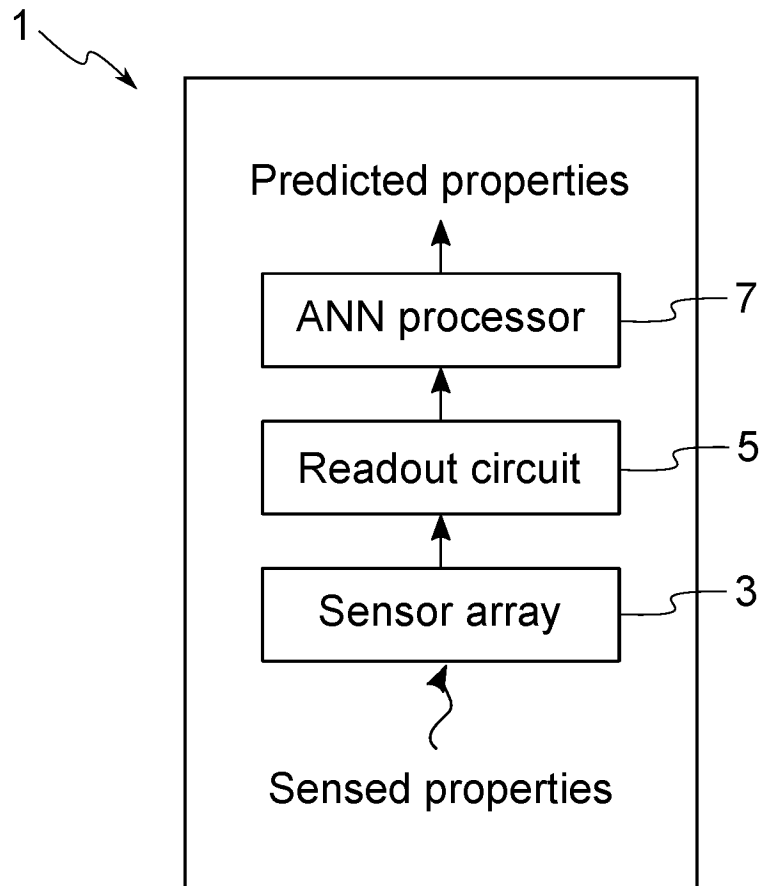 1
Predicted properties
ANN processor
7
Readout circuit
5
Sensor array
3
Sensed properties